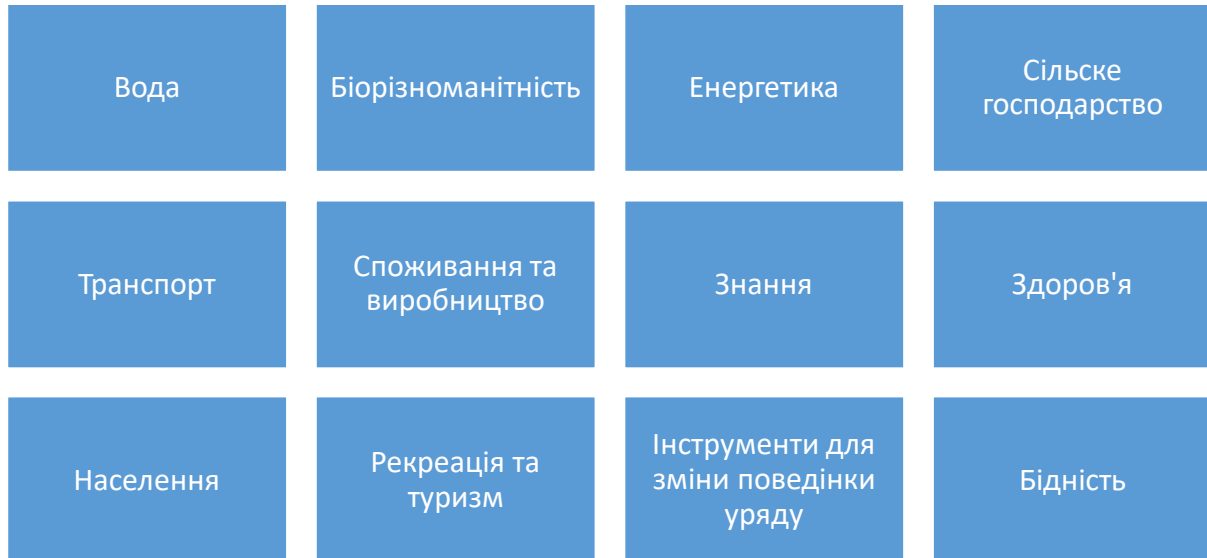 Вода
Біорізноманітність
Енергетика
Сільске
господарство
Транспорт
Споживання та
виробництво
Знання
Здоров'я
Населення
Рекреація та
туризм
Інструменти для
зміни поведінки
уряду
Бідність